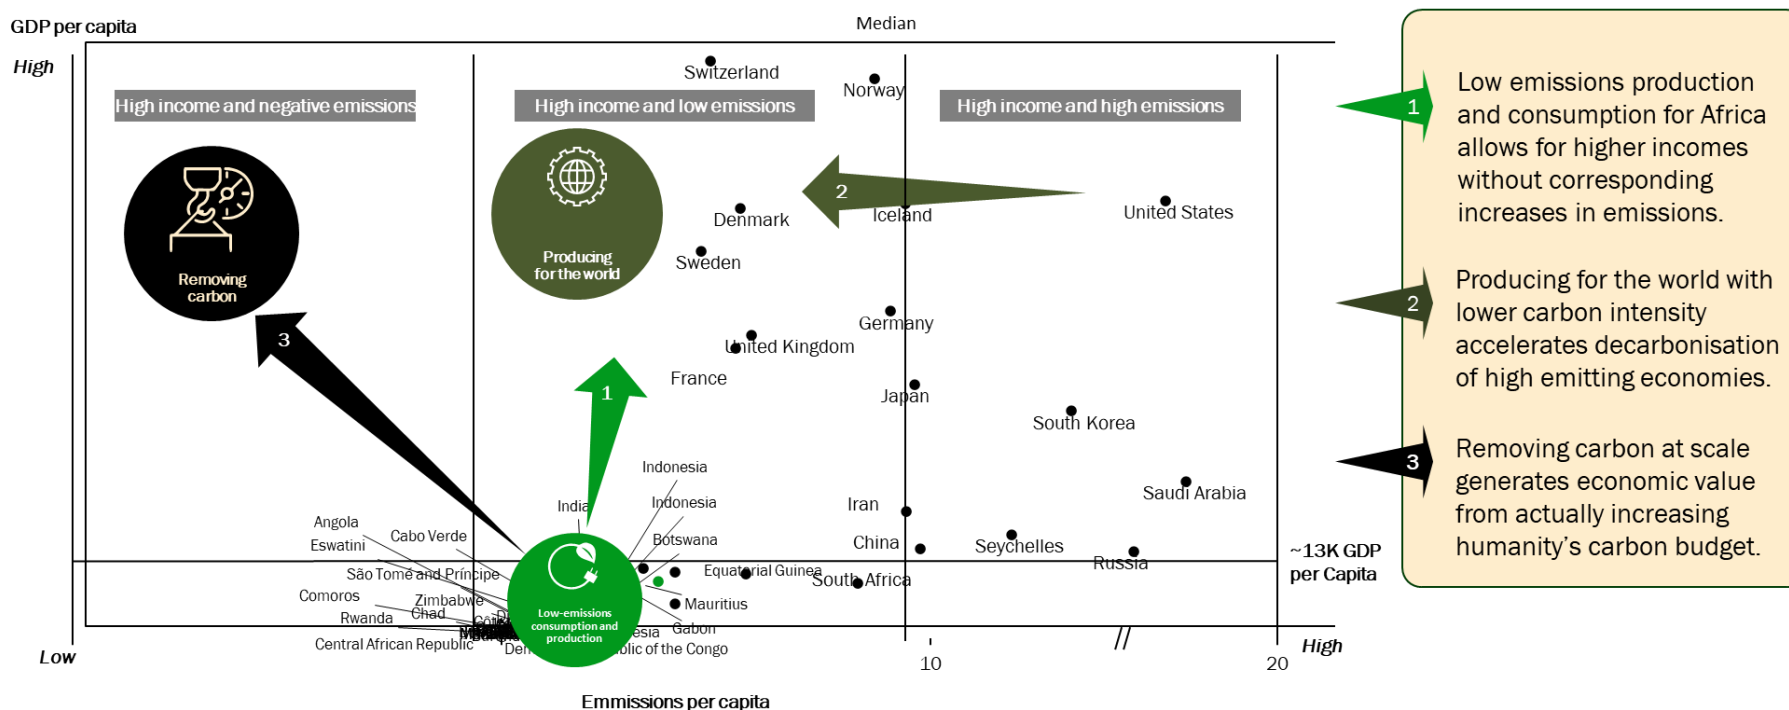 GDP per capita
Median
High
High income and negative emissions
High income and low emissions
High income and high emissions
Switzerland
Norway
Removing
carbon
Producing
for the world
2
Denmark
Iceland
United States
Sweden
Germany
United Kingdom
France
Japan
South Korea
3
1
Indonesia
Saudi Arabia
India
Indonesia
Iran
Angola
Cabo Verde
Eswatini
Botswana
China
Seychelles
Russia
~13K GDP
per Capita
São Tomé and Príncipe
Equatorial Guinea
South Africa
Comoros
Zimbabwe
Mauritius
Rwanda
Chad
Low-emissions
consumption and
production
Gabon
Central African Republic
of the Congo
Low
10
//
20
High
Emmissions per capita
1
Low emissions production
and consumption for Africa
allows for higher incomes
without corresponding
increases in emissions.
2
Producing for the world with
lower carbon intensity
accelerates decarbonisation
of high emitting economies.
3
Removing carbon at scale
generates economic value
from actually increasing
humanity's carbon budget.